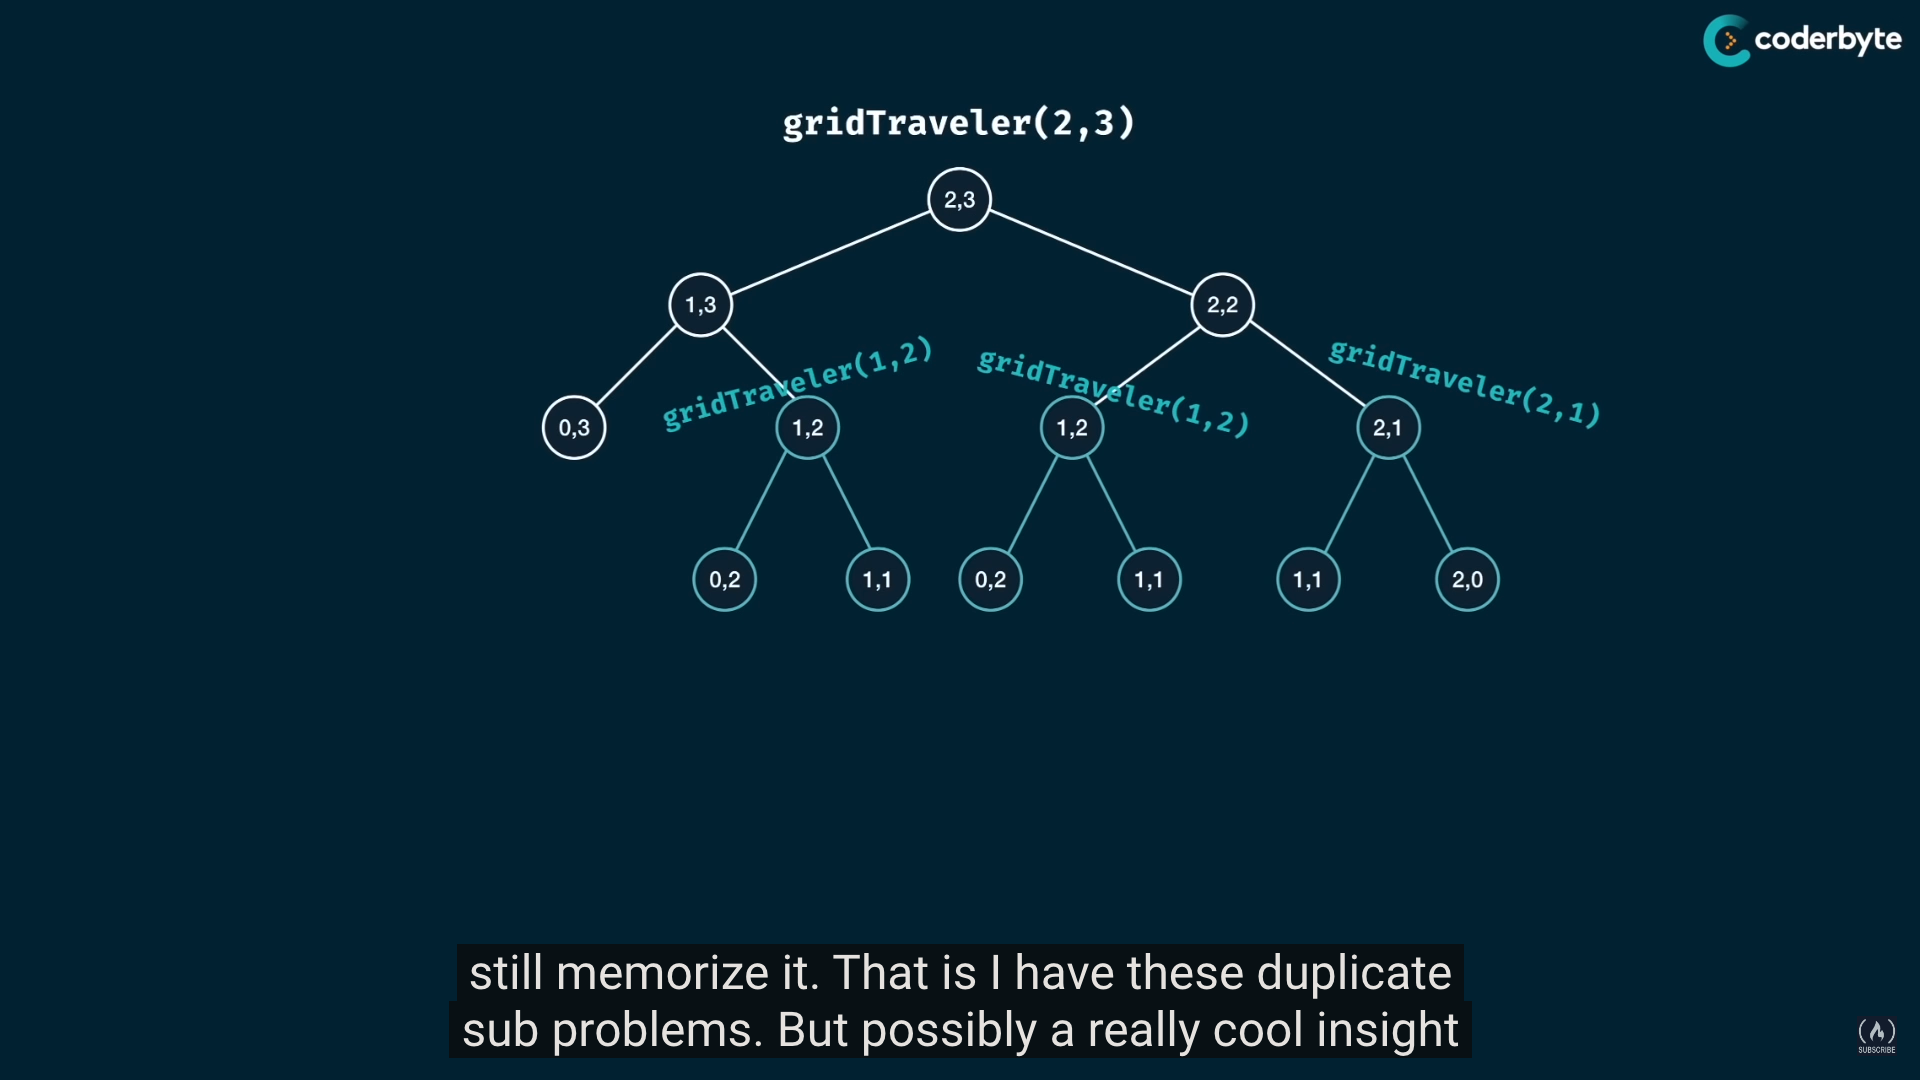 coderbyte
gridTraveler(2,3)
2,3
1,3
2,2
gridTraveler(1,2)
gridTraveler(1,2)
gridTraveler(2,1)
0,3
1,2
1,2
2,1
0,2
1,1
0,2
1,1
1,1
2,0
still memorize it. That is I have these duplicate
sub problems. But possibly a really cool insight
SUBSCRIBE